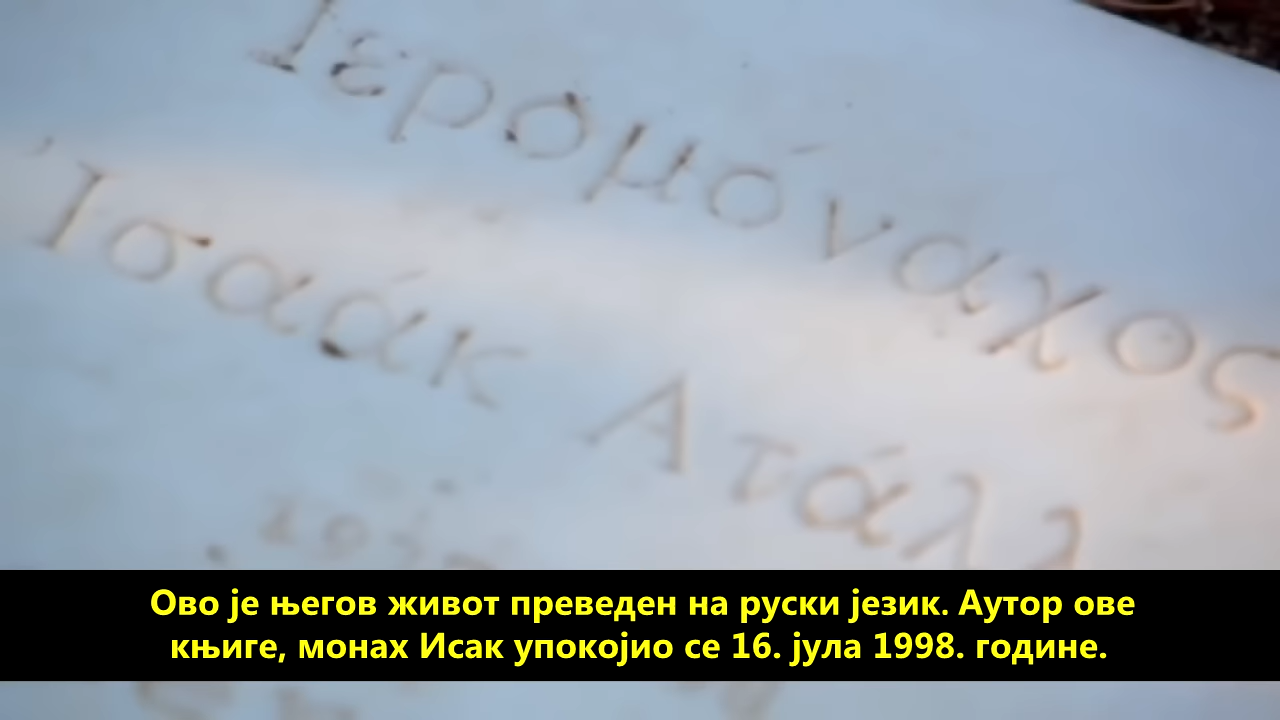 Ἱερομόναχος
Ἰσαάκ Ατάλλ
Ово је његов живот преведен на руски језик. Аутор ове
књиге, монах Исак упокојио се 16. јула 1998. године.